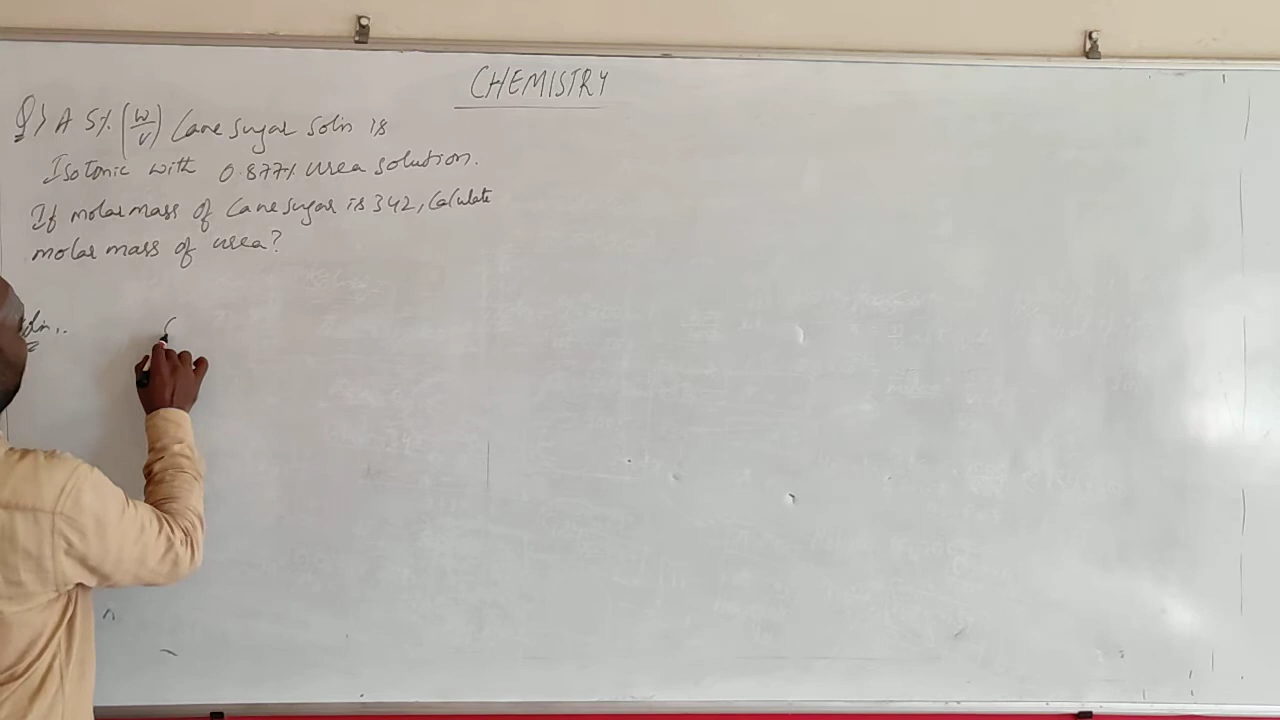 CHEMISTRY
Q> A 5% (w/v) Cane sugar soln is
Isotonic with 0.877% urea solution.
If molar mass of Cane sugar is 342, Calculate
molar mass of urea?